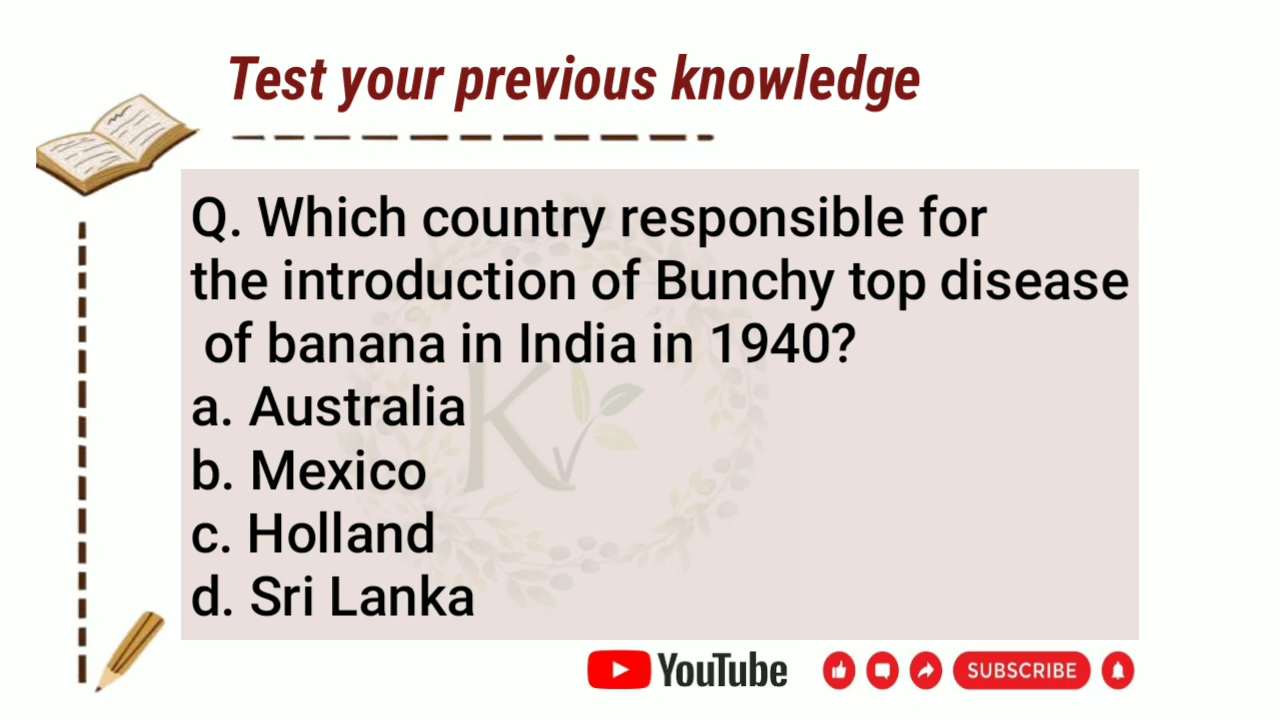 Test your previous knowledge
Q. Which country responsible for
the introduction of Bunchy top disease
of banana in India in 1940?
a. Australia
b. Mexico
c. Holland
d. Sri Lanka
K
YouTube
SUBSCRIBE